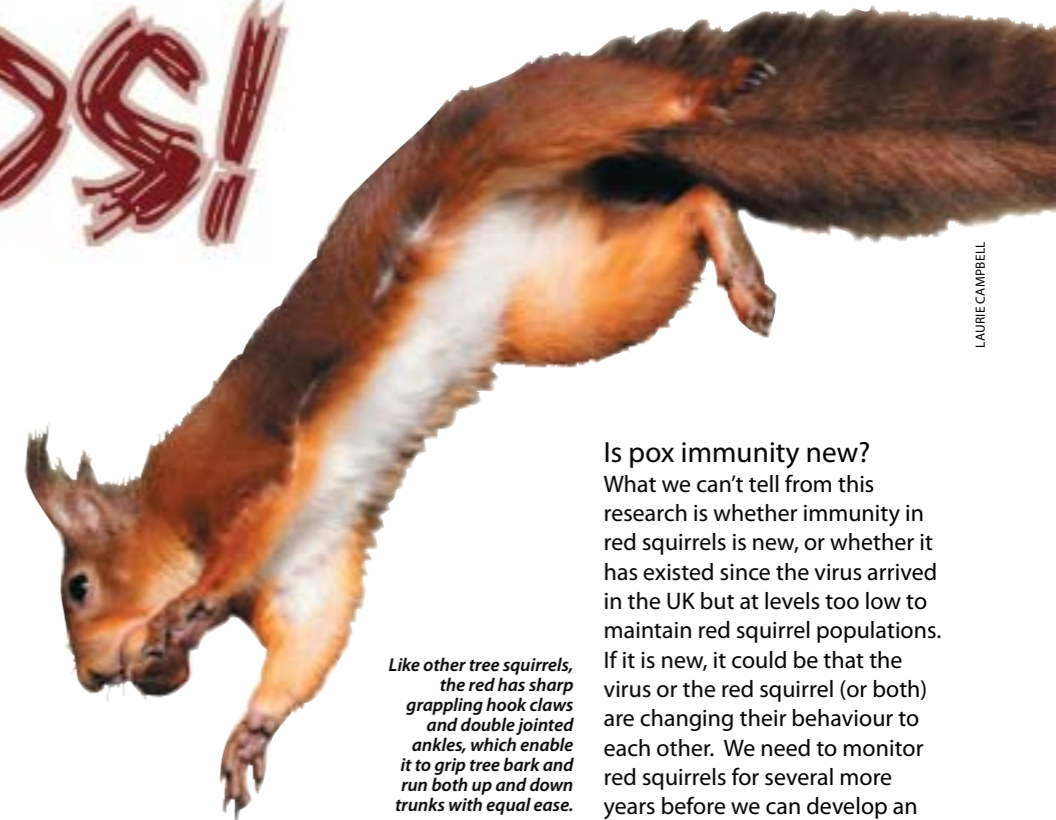 OS!
LAURIE CAMPBELL
Like other tree squirrels,
the red has sharp
grappling hook claws
and double jointed
ankles, which enable
it to grip tree bark and
run both up and down
trunks with equal ease.
Is pox immunity new?
What we can't tell from this
research is whether immunity in
red squirrels is new, or whether it
has existed since the virus arrived
in the UK but at levels too low to
maintain red squirrel populations.
If it is new, it could be that the
virus or the red squirrel (or both)
are changing their behaviour to
each other.  We need to monitor
red squirrels for several more
years before we can develop an